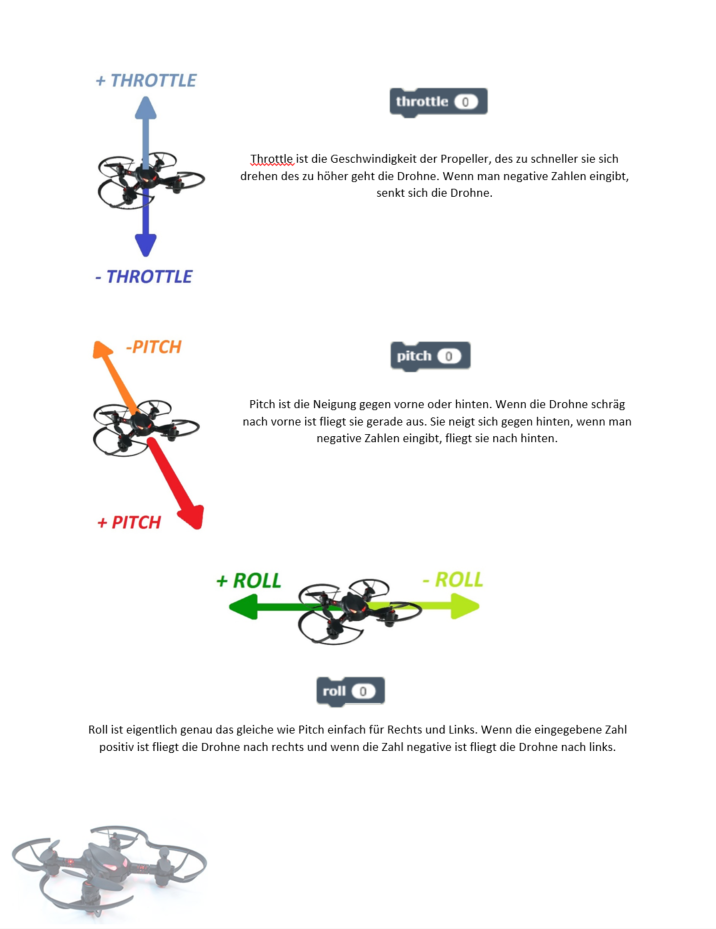 + THROTTLE
throttle 0
Throttle ist die Geschwindigkeit der Propeller, des zu schneller sie sich
drehen des zu höher geht die Drohne. Wenn man negative Zahlen eingibt,
senkt sich die Drohne.
- THROTTLE
-PITCH
pitch 0
Pitch ist die Neigung gegen vorne oder hinten. Wenn die Drohne schräg
nach vorne ist fliegt sie gerade aus. Sie neigt sich gegen hinten, wenn man
negative Zahlen eingibt, fliegt sie nach hinten.
+ PITCH
+ ROLL
- ROLL
roll 0
Roll ist eigentlich genau das gleiche wie Pitch einfach für Rechts und Links. Wenn die eingegebene Zahl
positiv ist fliegt die Drohne nach rechts und wenn die Zahl negative ist fliegt die Drohne nach links.